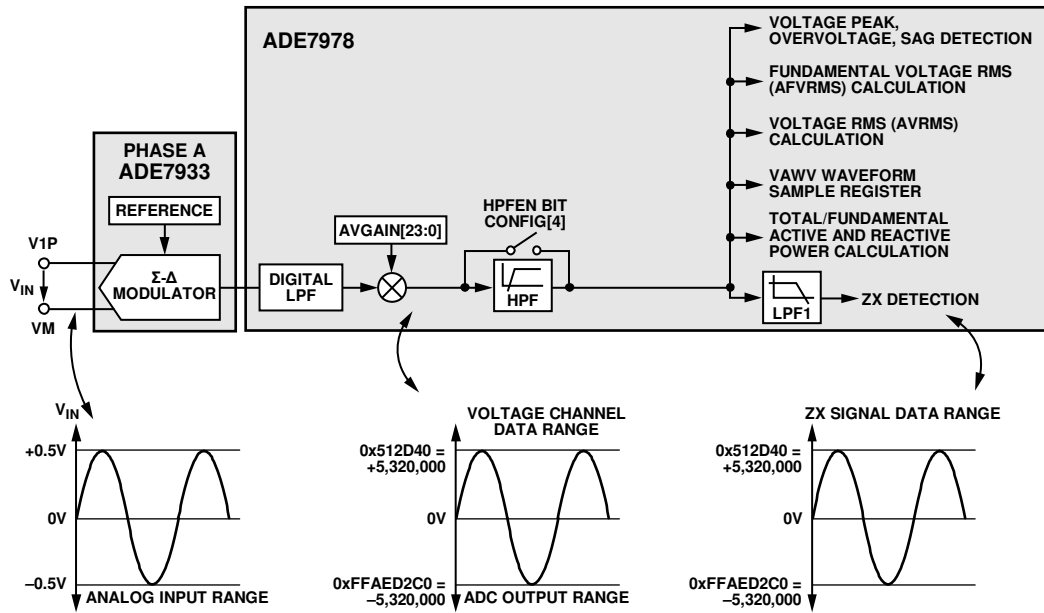 ADE7978
VOLTAGE PEAK,
OVERVOLTAGE, SAG DETECTION
FUNDAMENTAL VOLTAGE RMS
(AFVRMS) CALCULATION
VOLTAGE RMS (AVRMS)
CALCULATION
VAWV WAVEFORM
SAMPLE REGISTER
TOTAL/FUNDAMENTAL
ACTIVE AND REACTIVE
POWER CALCULATION
PHASE A
ADE7933
REFERENCE
V1P
VIN
VM
Σ-Δ
MODULATOR
DIGITAL
LPF
AVGAIN[23:0]
HPFEN BIT
CONFIG[4]
HPF
LPF1
ZX DETECTION
VIN
+0.5V
0V
–0.5V
ANALOG INPUT RANGE
VOLTAGE CHANNEL
DATA RANGE
0x512D40 =
+5,320,000
0V
0xFFAED2C0 =
–5,320,000
ADC OUTPUT RANGE
ZX SIGNAL DATA RANGE
0x512D40 =
+5,320,000
0V
0xFFAED2C0 =
–5,320,000